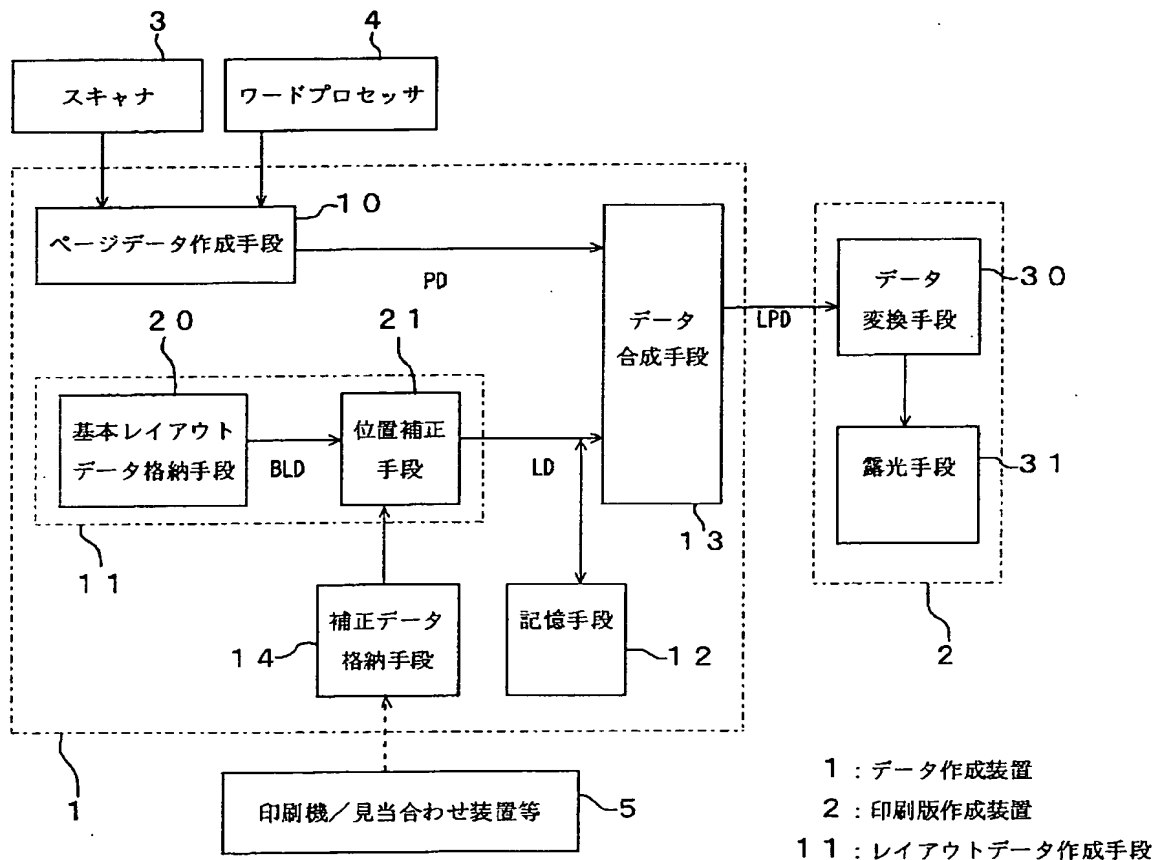 3
4
スキャナ
ワードプロセッサ
10
ページデータ作成手段
PD
データ
合成手段
LPD
データ
変換手段
30
20
21
基本レイアウト
データ格納手段
BLD
位置補正
手段
LD
露光手段
31
11
13
補正データ
格納手段
14
記憶手段
12
2
1
印刷機/見当合わせ装置等
5
1:データ作成装置
2:印刷版作成装置
11:レイアウトデータ作成手段